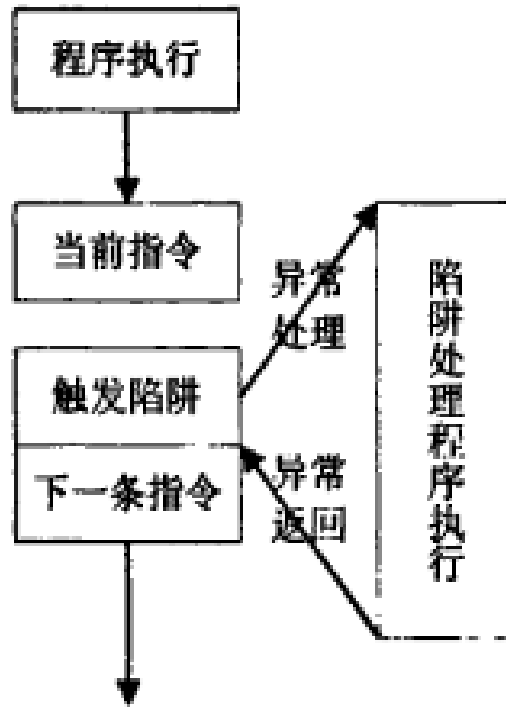 程序执行
当前指令
异常
处理
触发陷阱
下一条指令
异常
返回
陷阱处理程序执行